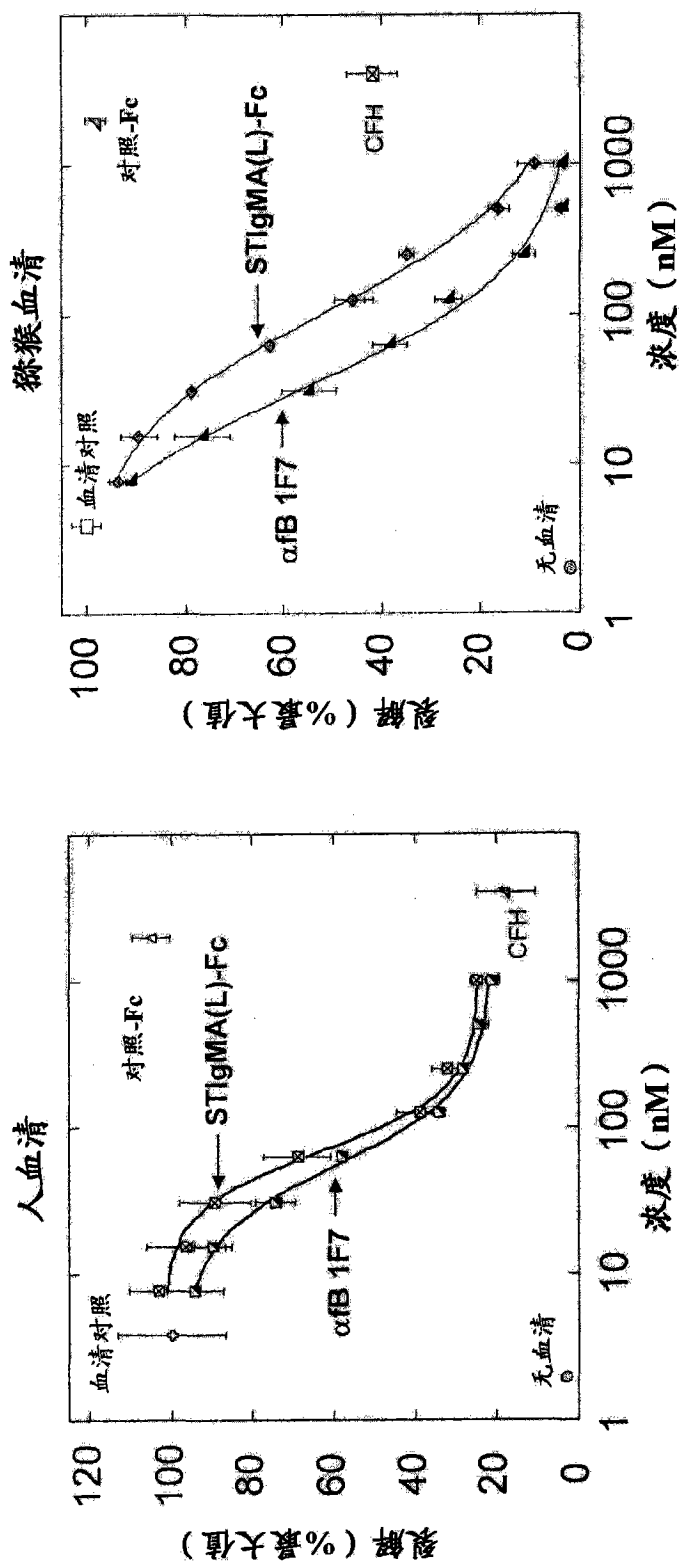 人血清
裂解（%最大值）
120
100
80
60
40
20
0
血清对照
对照-Fc
STIgMA(L)-Fc
αfB 1F7
CFH
无血清
1
10
100
1000
浓度（nM）
猕猴血清
裂解（%最大值）
100
80
60
40
20
0
血清对照
对照-Fc
STIgMA(L)-Fc
CFH
αfB 1F7
无血清
1
10
100
1000
浓度（nM）